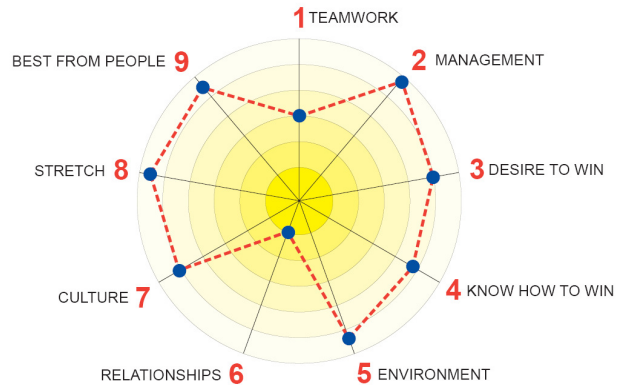 1 TEAMWORK
2 MANAGEMENT
3 DESIRE TO WIN
4 KNOW HOW TO WIN
5 ENVIRONMENT
RELATIONSHIPS 6
CULTURE 7
STRETCH 8
BEST FROM PEOPLE 9